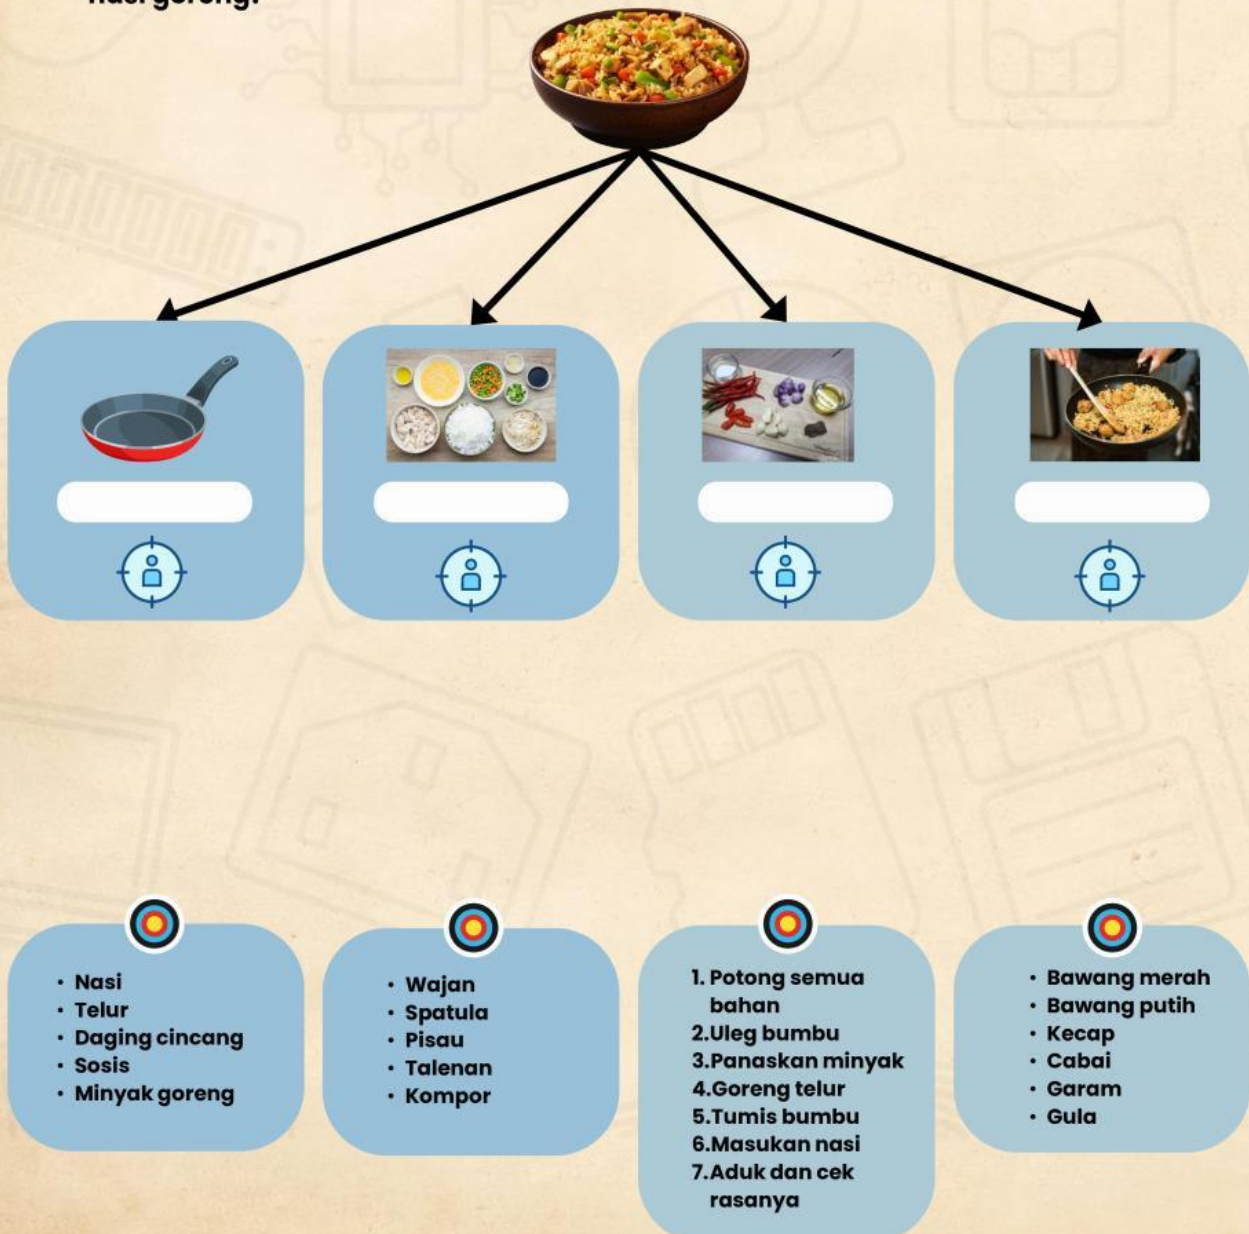 nasi goreng.
• Nasi
• Telur
• Daging cincang
• Sosis
• Minyak goreng
• Wajan
• Spatula
• Pisau
• Talenan
• Kompor
1. Potong semua
bahan
2.Uleg bumbu
3.Panaskan minyak
4.Goreng telur
5.Tumis bumbu
6.Masukan nasi
7.Aduk dan cek
rasanya
• Bawang merah
• Bawang putih
• Kecap
• Cabai
• Garam
• Gula